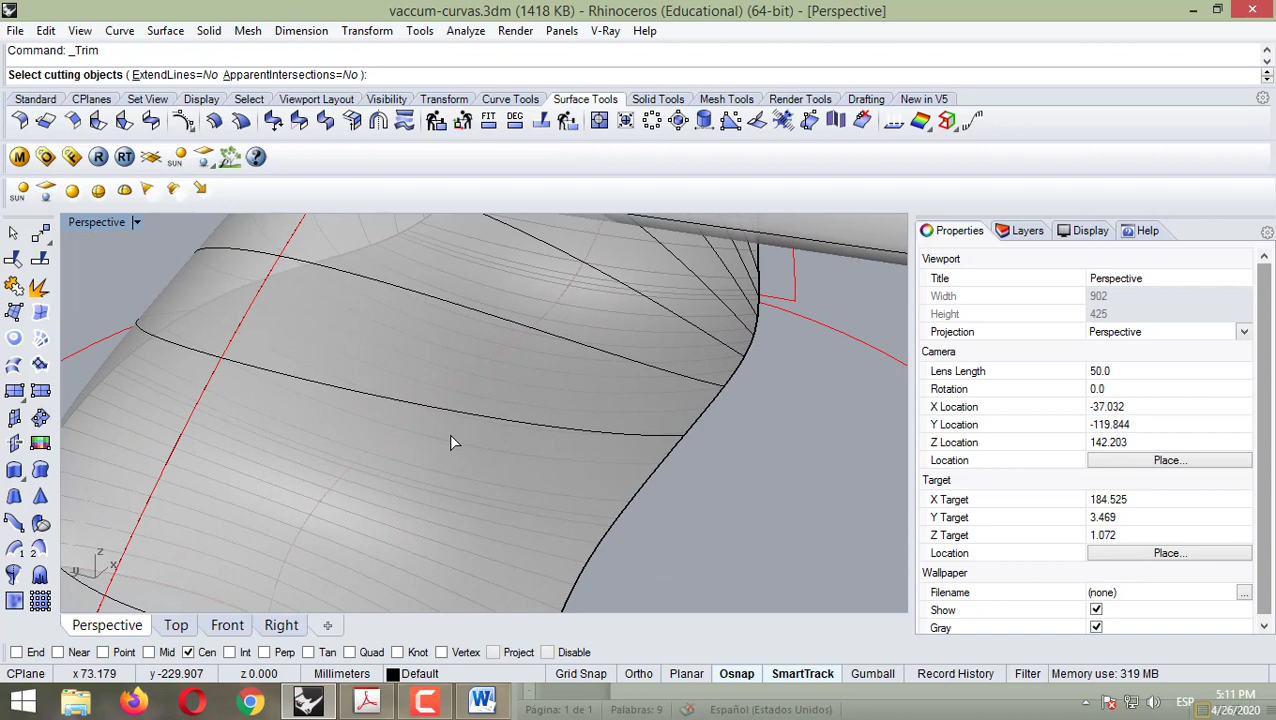 vaccum-curvas.3dm (1418 KB) - Rhinoceros (Educational) (64-bit) - [Perspective]
File Edit View Curve Surface Solid Mesh Dimension Transform Tools Analyze Render Panels V-Ray Help
Command: _Trim
Select cutting objects ( ExtendLines=No ApparentIntersections=No ):
Standard CPlanes Set View Display Select Viewport Layout Visibility Transform Curve Tools Surface Tools Solid Tools Mesh Tools Render Tools Drafting New in V5
FIT DEG
M R RT SUN
SUN
Perspective
Properties Layers Display Help
Viewport
Title Perspective
Width 902
Height 425
Projection Perspective
Camera
Lens Length 50.0
Rotation 0.0
X Location -37.032
Y Location -119.844
Z Location 142.203
Location Place...
Target
X Target 184.525
Y Target 3.469
Z Target 1.072
Location Place...
Wallpaper
Filename (none) ...
Show
Gray
z
y x
Perspective Top Front Right
End Near Point Mid Cen Int Perp Tan Quad Knot Vertex Project Disable
CPlane x 73.179 y -229.907 z 0.000 Millimeters Default Grid Snap Ortho Planar Osnap SmartTrack Gumball Record History Filter Memory use: 319 MB
Página: 1 de 1 Palabras: 9 Español (Estados Unidos)
ES
5:11 PM
4/26/2020